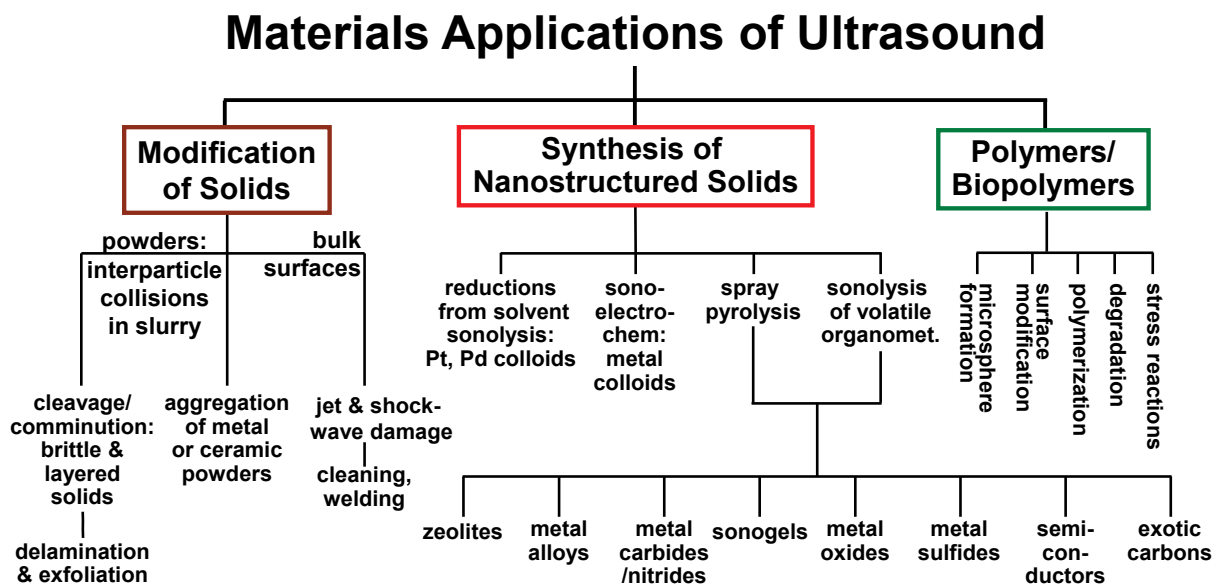 Materials Applications of Ultrasound
Modification
of Solids
Synthesis of
Nanostructured Solids
Polymers/
Biopolymers
powders:
interparticle
collisions
in slurry
bulk
surfaces
cleavage/
comminution:
brittle &
layered
solids
delamination
& exfoliation
aggregation
of metal
or ceramic
powders
jet & shock-
wave damage
cleaning,
welding
reductions
from solvent
sonolysis:
Pt, Pd colloids
sono-
electro-
chem:
metal
colloids
spray
pyrolysis
sonolysis
of volatile
organomet.
zeolites
metal
alloys
metal
carbides
/nitrides
sonogels
metal
oxides
metal
sulfides
semi-
con-
ductors
exotic
carbons
microsphere
formation
surface
modification
polymerization
degradation
stress reactions